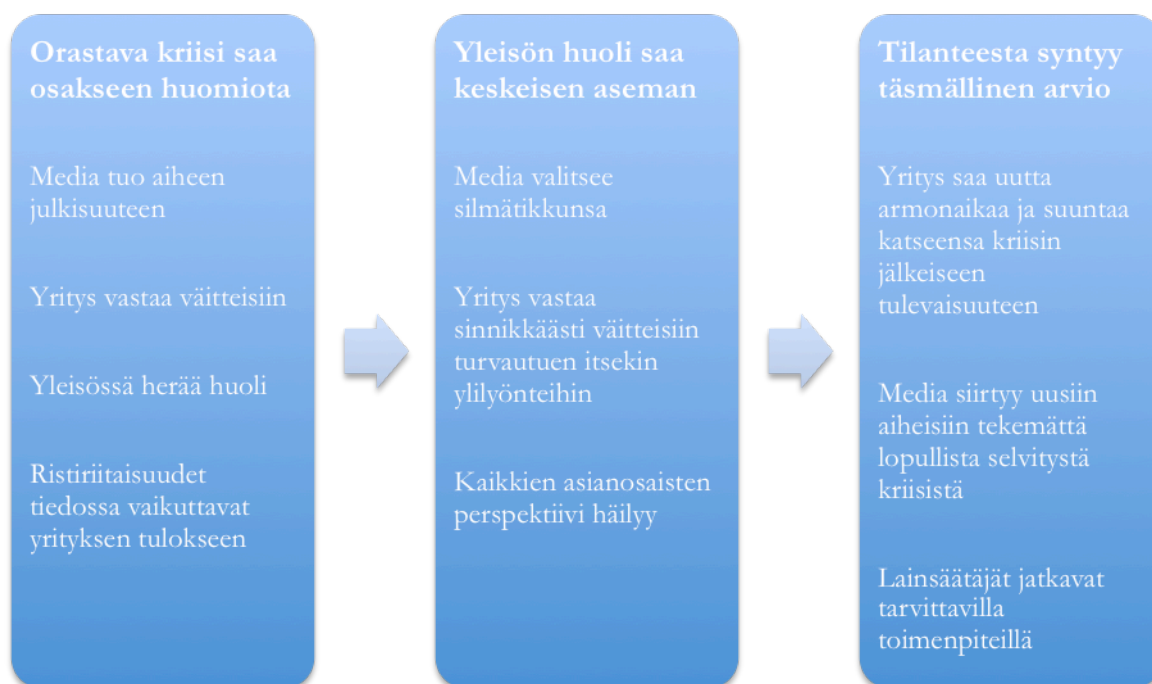 Orastava kriisi saa
osakseen huomiota
Media tuo aiheen
julkisuuteen
Yritys vastaa väitteisiin
Yleisössä herää huoli
Ristiriitaisuudet
tiedossa vaikuttavat
yrityksen tulokseen
Yleisön huoli saa
keskeisen aseman
Media valitsee
silmätikkunsa
Yritys vastaa
sinnikkäästi väitteisiin
turvautuen itsekin
ylilyönteihin
Kaikkien asianosaisten
perspektiivi häilyy
Tilanteesta syntyy
täsmällinen arvio
Yritys saa uutta
armonaikaa ja suuntaa
katseensa kriisin
jälkeiseen
tulevaisuuteen
Media siirtyy uusiin
aiheisiin tekemättä
lopullista selvitystä
kriisistä
Lainsäätäjät jatkavat
tarvittavilla
toimenpiteillä